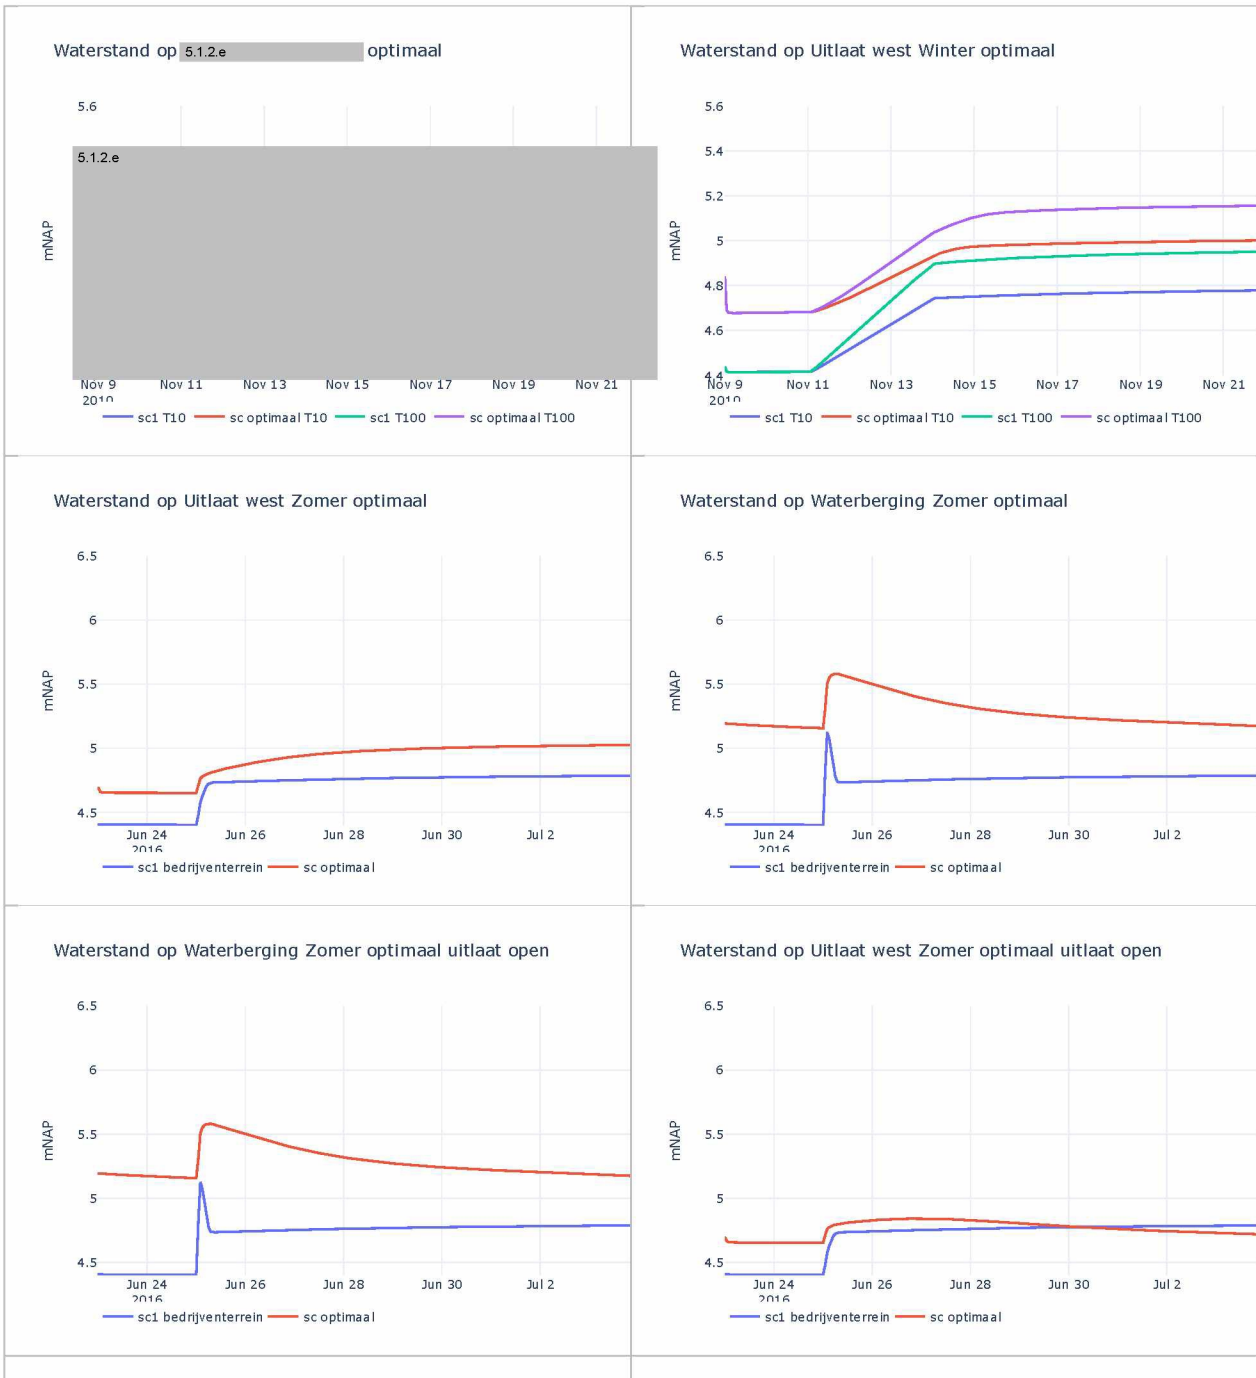 Waterstand op 5.1.2.e optimaal
5.6
5.1.2.e
mNAP
Nov 9 Nov 11 Nov 13 Nov 15 Nov 17 Nov 19 Nov 21
2010
sc1 T10 sc optimaal T10 sc1 T100 sc optimaal T100
Waterstand op Uitlaat west Winter optimaal
5.6
5.4
5.2
5
4.8
4.6
4.4
mNAP
Nov 9 Nov 11 Nov 13 Nov 15 Nov 17 Nov 19 Nov 21
2010
sc1 T10 sc optimaal T10 sc1 T100 sc optimaal T100
Waterstand op Uitlaat west Zomer optimaal
6.5
6
5.5
5
4.5
mNAP
Jun 24 Jun 26 Jun 28 Jun 30 Jul 2
2016
sc1 bedrijventerrein sc optimaal
Waterstand op Waterberging Zomer optimaal
6.5
6
5.5
5
4.5
mNAP
Jun 24 Jun 26 Jun 28 Jun 30 Jul 2
2016
sc1 bedrijventerrein sc optimaal
Waterstand op Waterberging Zomer optimaal uitlaat open
6.5
6
5.5
5
4.5
mNAP
Jun 24 Jun 26 Jun 28 Jun 30 Jul 2
2016
sc1 bedrijventerrein sc optimaal
Waterstand op Uitlaat west Zomer optimaal uitlaat open
6.5
6
5.5
5
4.5
mNAP
Jun 24 Jun 26 Jun 28 Jun 30 Jul 2
2016
sc1 bedrijventerrein sc optimaal